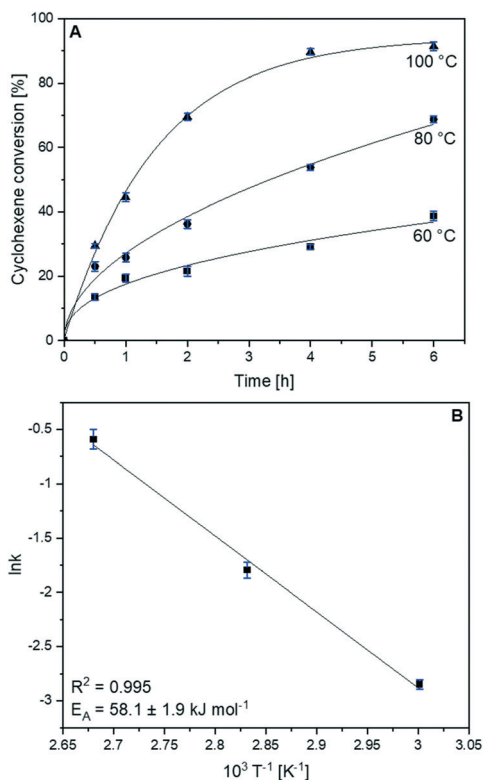 A
100
80
60
40
20
0
Cyclohexene conversion [%]
100 °C
80 °C
60 °C
0 1 2 3 4 5 6
Time [h]
B
-0.5
-1
-1.5
-2
-2.5
-3
lnk
R² = 0.995
E_A = 58.1 ± 1.9 kJ mol⁻¹
2.65 2.7 2.75 2.8 2.85 2.9 2.95 3 3.05
10³ T⁻¹ [K⁻¹]